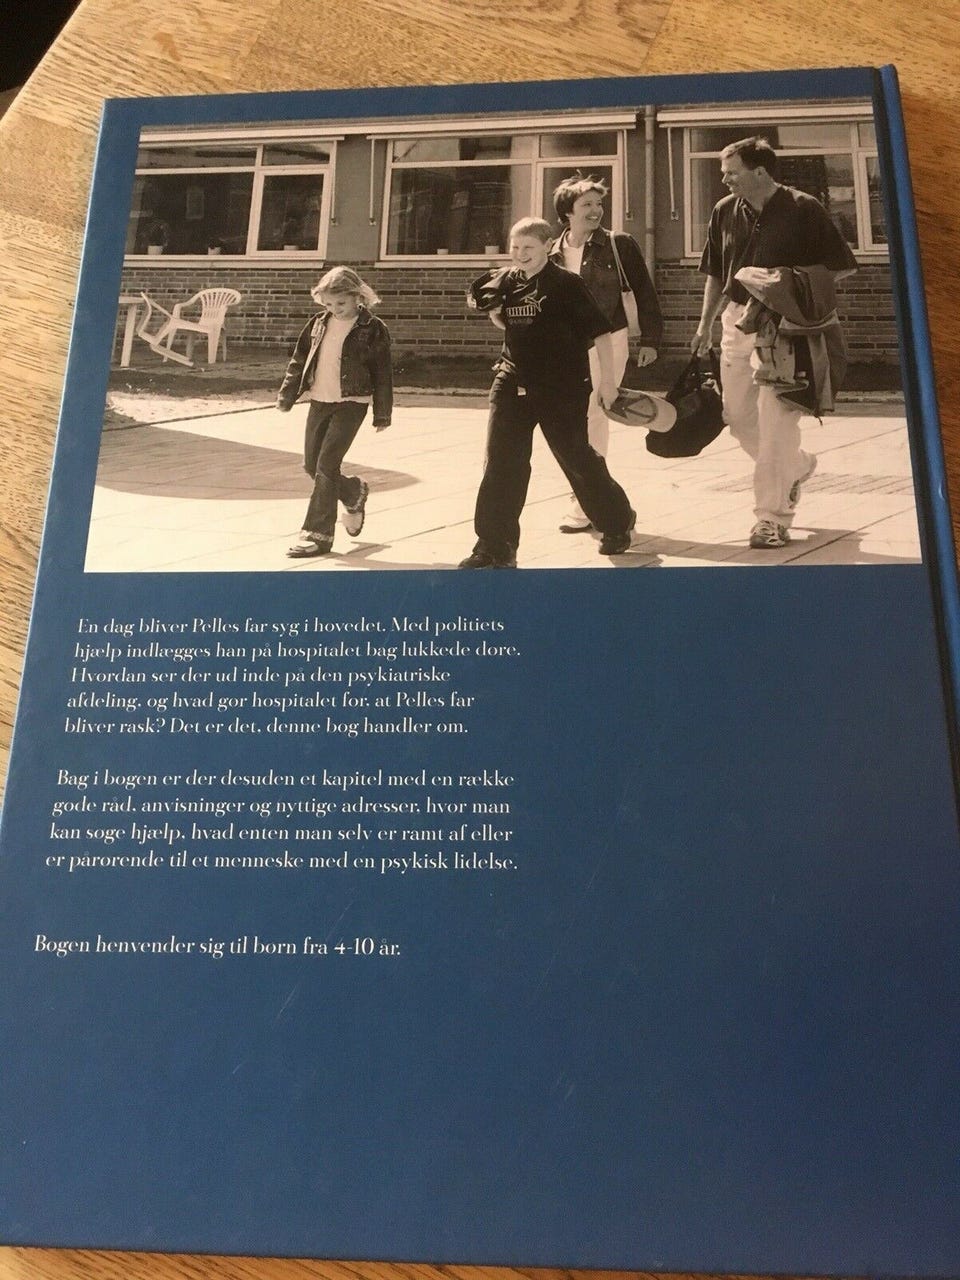 PUMA
En dag bliver Pelles far syg i hovedet. Med politiets
hjælp indlægges han på hospitalet bag lukkede døre.
Hvordan ser der ud inde på den psykiatriske
afdeling, og hvad gør hospitalet for, at Pelles far
bliver rask? Det er det, denne bog handler om.
Bag i bogen er der desuden et kapitel med en række
gode råd, anvisninger og nyttige adresser, hvor man
kan søge hjælp, hvad enten man selv er ramt af eller
er pårørende til et menneske med en psykisk lidelse.
Bogen henvender sig til børn fra 4-10 år.